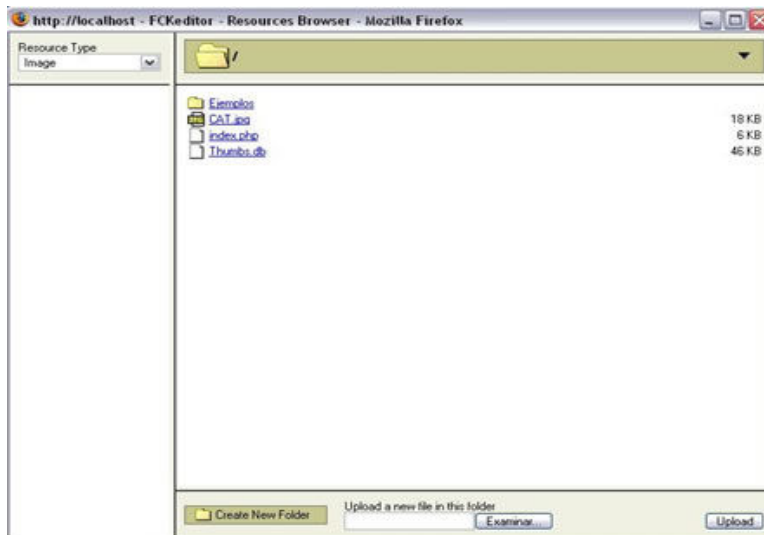 http://localhost - FCKeditor - Resources Browser - Mozilla Firefox
Resource Type
Image
/
Ejemplos
CAT.jpg 18 KB
index.php 6 KB
Thumbs.db 46 KB
Create New Folder
Upload a new file in this folder
Examinar... Upload